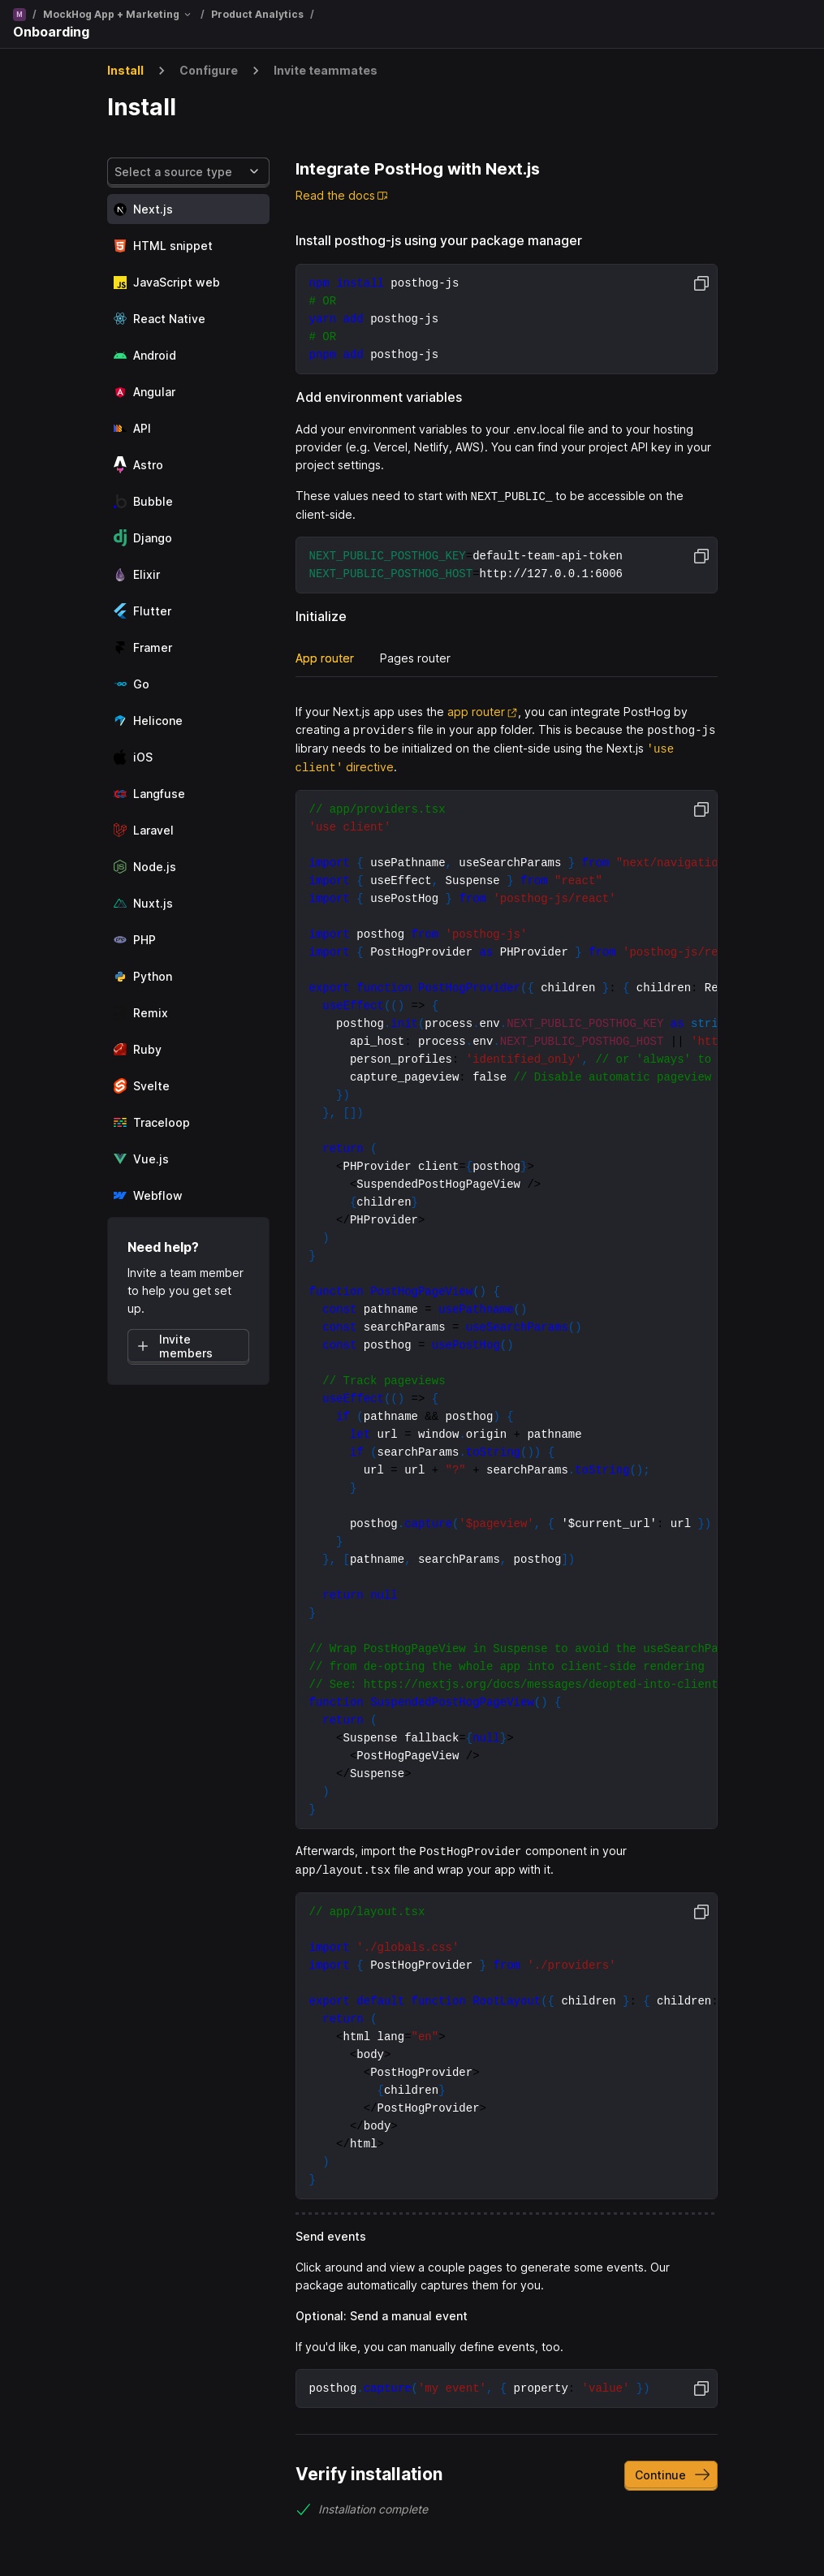 M / MockHog App + Marketing / Product Analytics /
Onboarding
Install
Configure
Invite teammates
Install
Select a source type
Next.js
HTML snippet
JavaScript web
React Native
Android
Angular
API
Astro
Bubble
Django
Elixir
Flutter
Framer
Go
Helicone
iOS
Langfuse
Laravel
Node.js
Nuxt.js
PHP
Python
Remix
Ruby
Svelte
Traceloop
Vue.js
Webflow
Need help?
Invite a team member
to help you get set
up.
Invite
members
Integrate PostHog with Next.js
Read the docs
Install posthog-js using your package manager
npm install posthog-js
# OR
yarn add posthog-js
# OR
pnpm add posthog-js
Add environment variables
Add your environment variables to your .env.local file and to your hosting
provider (e.g. Vercel, Netlify, AWS). You can find your project API key in your
project settings.
These values need to start with NEXT_PUBLIC_ to be accessible on the
client-side.
NEXT_PUBLIC_POSTHOG_KEY=default-team-api-token
NEXT_PUBLIC_POSTHOG_HOST=http://127.0.0.1:6006
Initialize
App router
Pages router
If your Next.js app uses the app router, you can integrate PostHog by
creating a providers file in your app folder. This is because the posthog-js
library needs to be initialized on the client-side using the Next.js 'use
client' directive.
// app/providers.tsx
'use client'
import { usePathname, useSearchParams } from "next/navigatio
import { useEffect, Suspense } from "react"
import { usePostHog } from 'posthog-js/react'
import posthog from 'posthog-js'
import { PostHogProvider as PHProvider } from 'posthog-js/re
export function PostHogProvider({ children }: { children: Re
useEffect(() => {
posthog.init(process.env.NEXT_PUBLIC_POSTHOG_KEY as stri
api_host: process.env.NEXT_PUBLIC_POSTHOG_HOST || 'htt
person_profiles: 'identified_only', // or 'always' to
capture_pageview: false // Disable automatic pageview
})
}, [])
return (
<PHProvider client={posthog}>
<SuspendedPostHogPageView />
{children}
</PHProvider>
)
}
function PostHogPageView() {
const pathname = usePathname()
const searchParams = useSearchParams()
const posthog = usePostHog()
// Track pageviews
useEffect(() => {
if (pathname && posthog) {
let url = window.origin + pathname
if (searchParams.toString()) {
url = url + "?" + searchParams.toString();
}
posthog.capture('$pageview', { '$current_url': url })
}
}, [pathname, searchParams, posthog])
return null
}
// Wrap PostHogPageView in Suspense to avoid the useSearchPa
// from de-opting the whole app into client-side rendering
// See: https://nextjs.org/docs/messages/deopted-into-client
function SuspendedPostHogPageView() {
return (
<Suspense fallback={null}>
<PostHogPageView />
</Suspense>
)
}
Afterwards, import the PostHogProvider component in your
app/layout.tsx file and wrap your app with it.
// app/layout.tsx
import './globals.css'
import { PostHogProvider } from './providers'
export default function RootLayout({ children }: { children:
return (
<html lang="en">
<body>
<PostHogProvider>
{children}
</PostHogProvider>
</body>
</html>
)
}
Send events
Click around and view a couple pages to generate some events. Our
package automatically captures them for you.
Optional: Send a manual event
If you'd like, you can manually define events, too.
posthog.capture('my event', { property: 'value' })
Verify installation
Continue
Installation complete